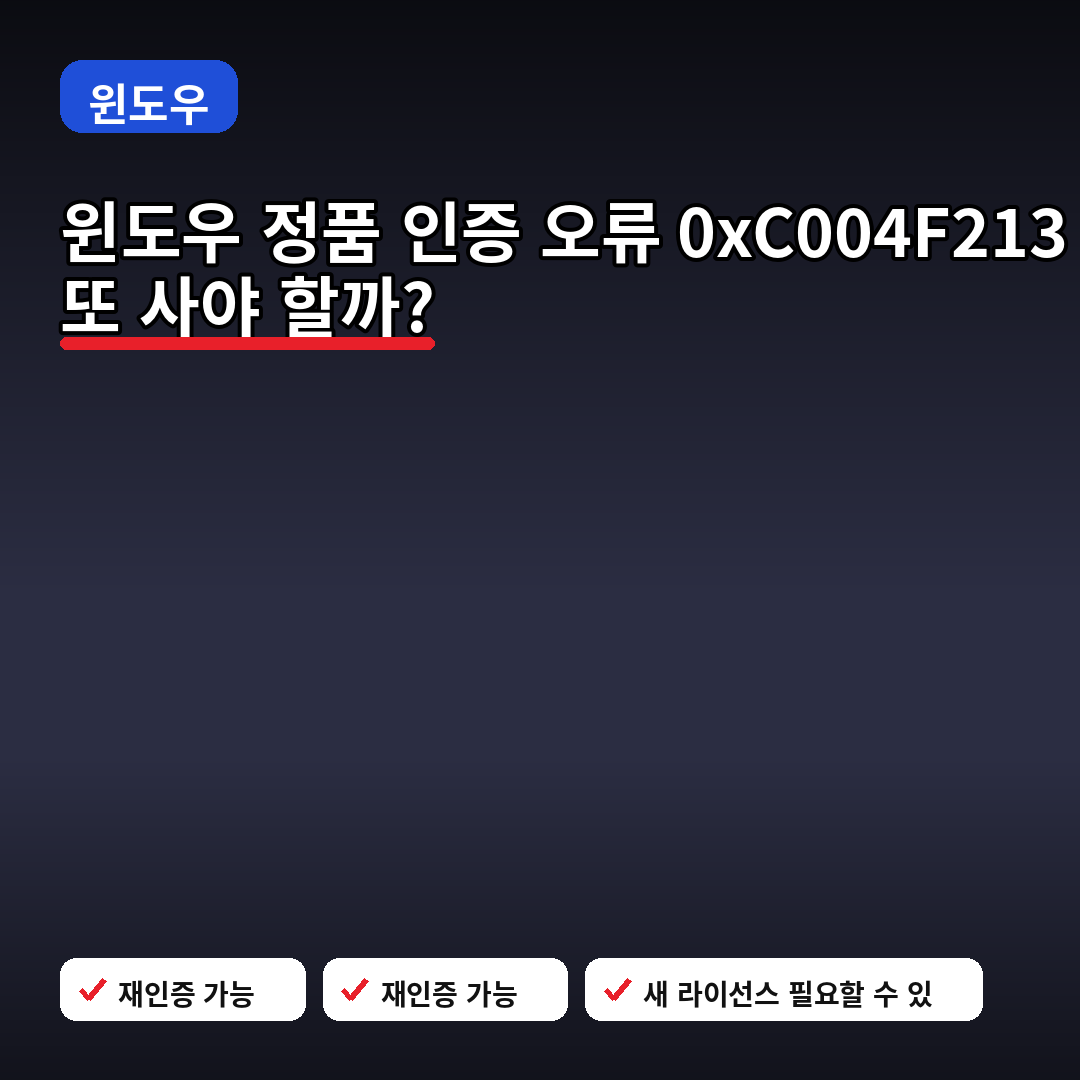 윈도우
윈도우 정품 인증 오류 0xC004F213
또 사야 할까?
재인증 가능
재인증 가능
새 라이선스 필요할 수 있